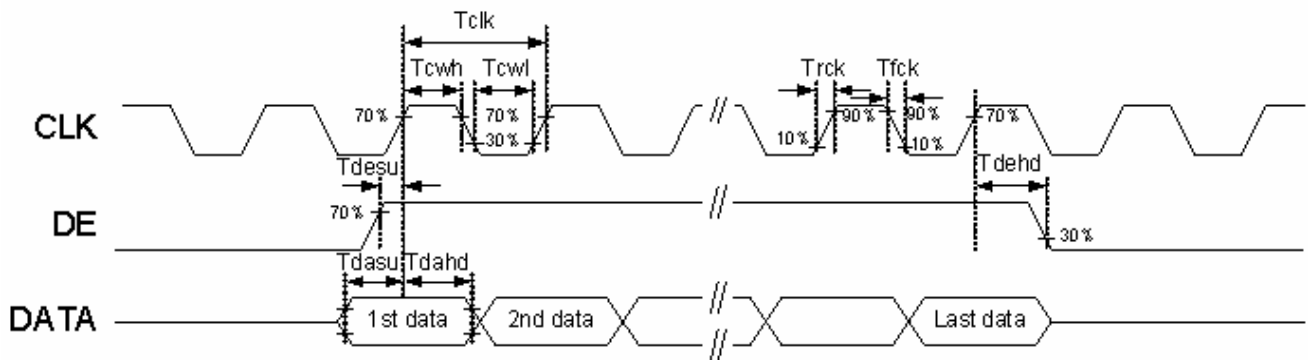 Tclk
Tcwh Tcwl Trck Tfck
CLK 70% 70% 30% 10% 90% 90% 10% 70%
Tdesu Tdehd
DE 70% // 30%
Tdasu Tdahd
DATA 1st data 2nd data Last data